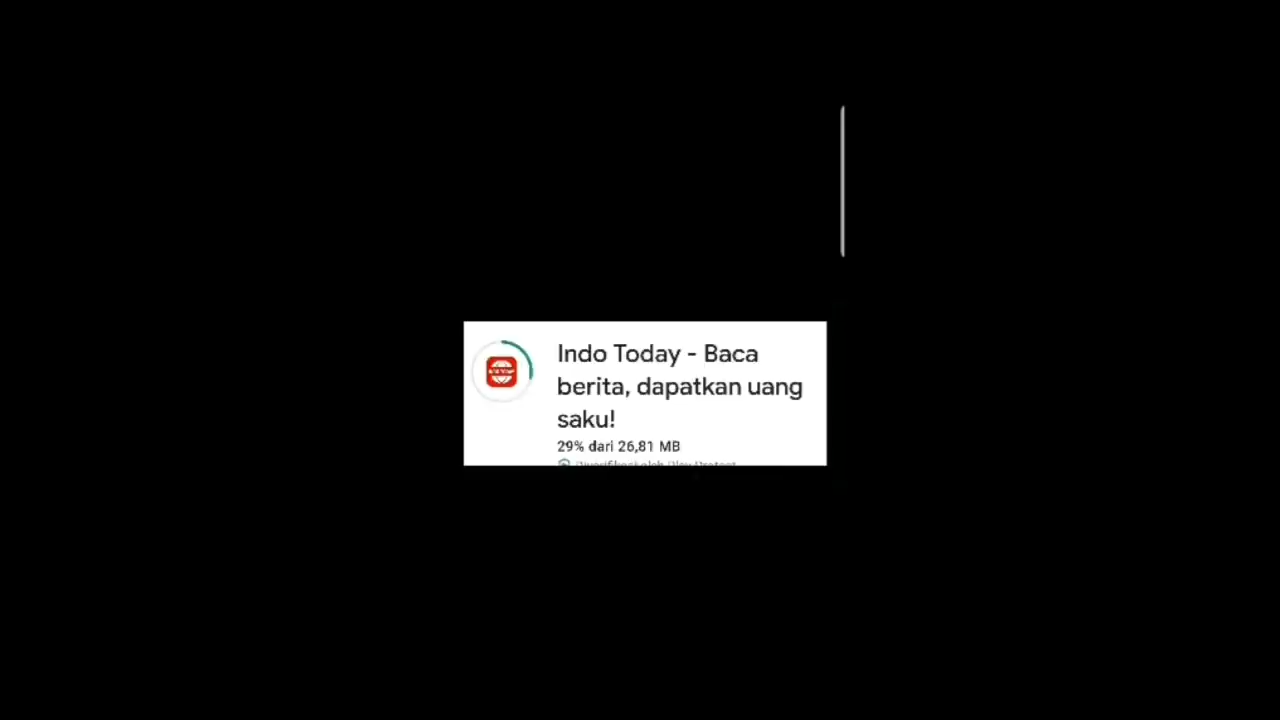 Indo Today - Baca
berita, dapatkan uang
saku!
29% dari 26,81 MB